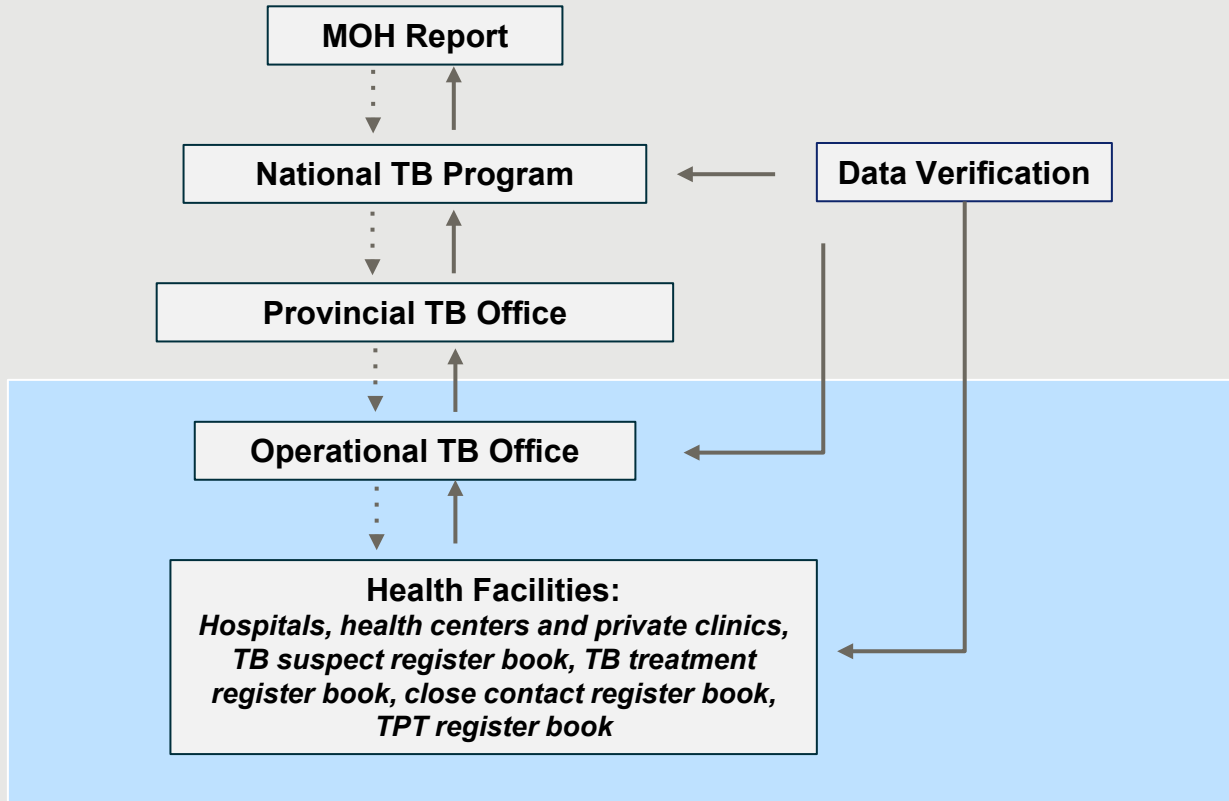 MOH Report
National TB Program
Data Verification
Provincial TB Office
Operational TB Office
Health Facilities:
Hospitals, health centers and private clinics,
TB suspect register book, TB treatment
register book, close contact register book,
TPT register book